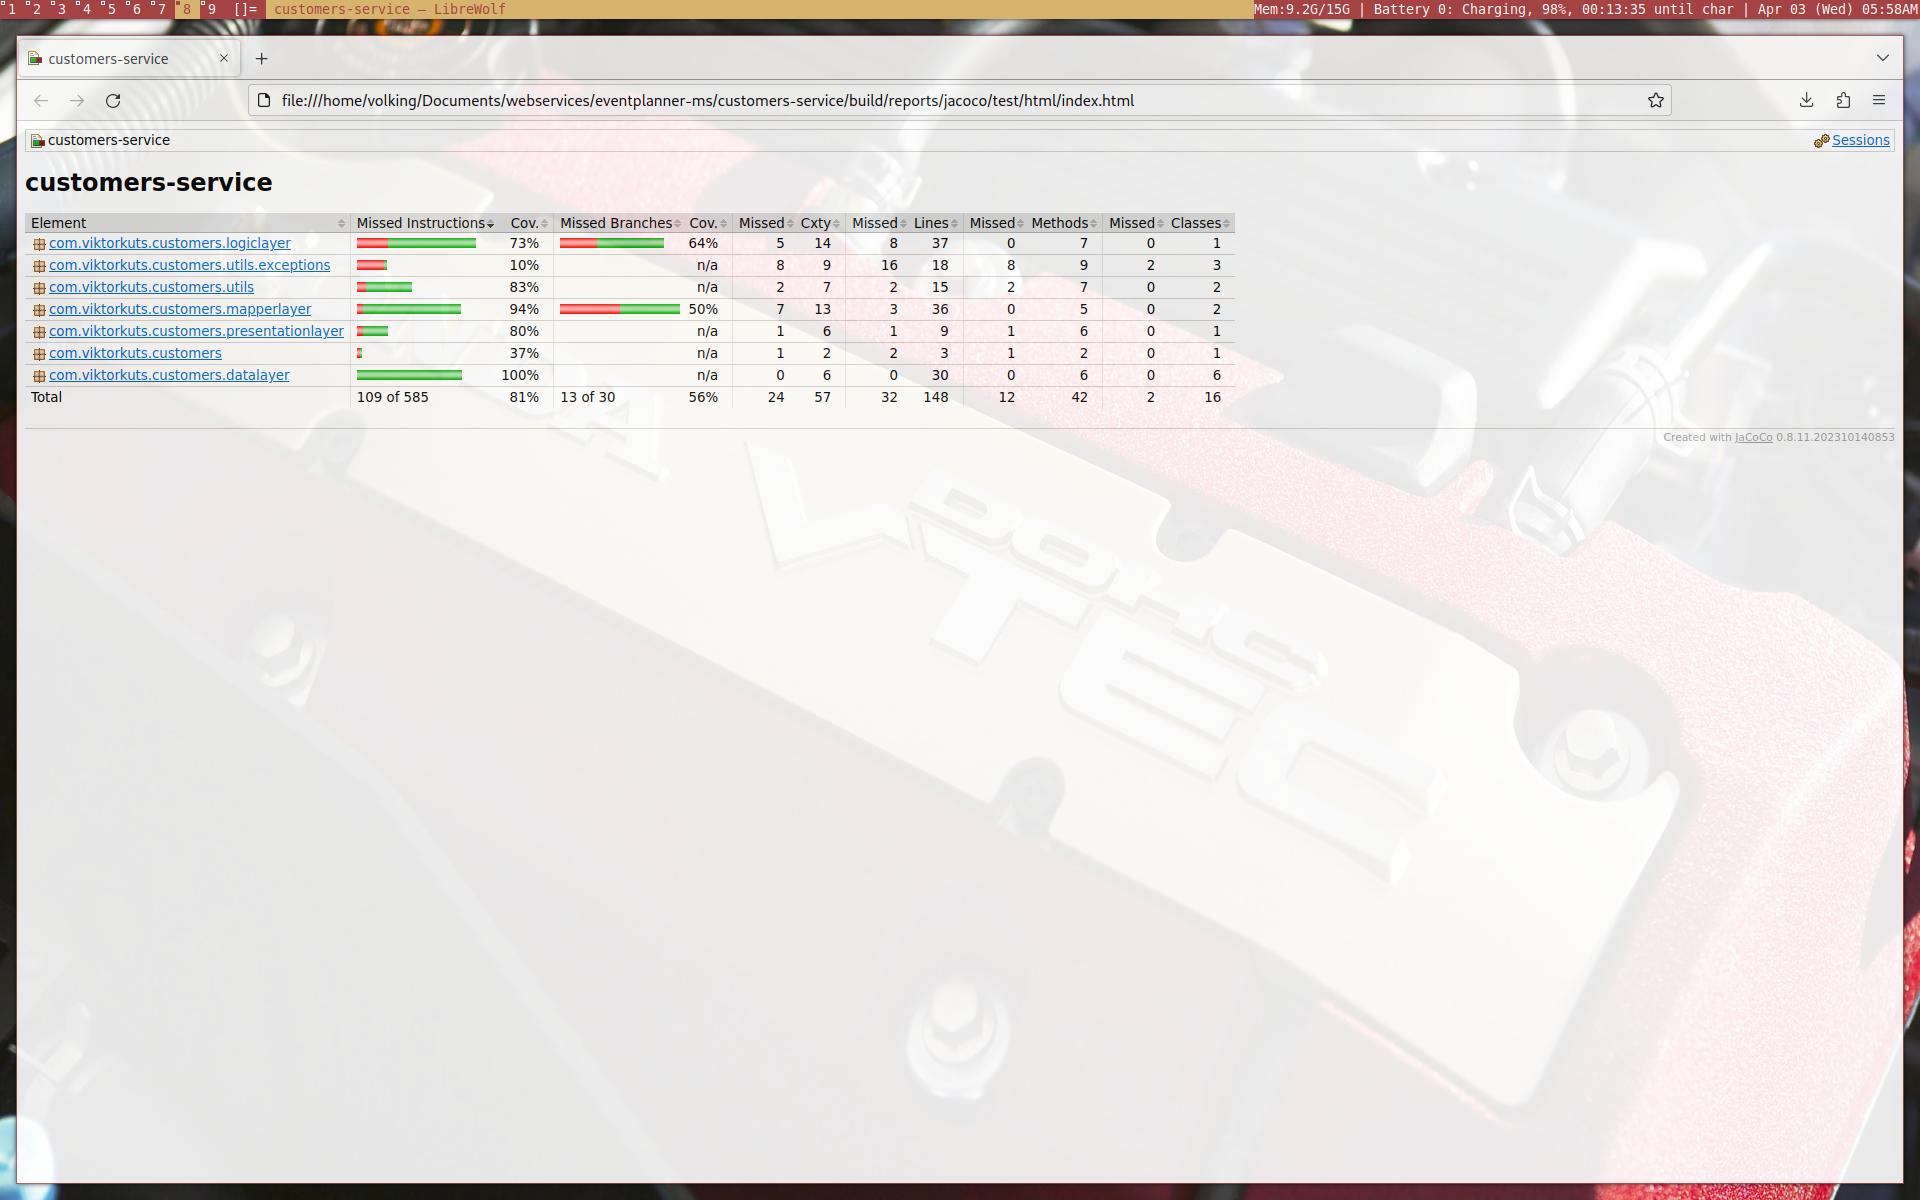 1 2 3 4 5 6 7 8 9 []= customers-service — LibreWolf Mem:9.2G/15G | Battery 0: Charging, 98%, 00:13:35 until char | Apr 03 (Wed) 05:58AM
customers-service
file:///home/volking/Documents/webservices/eventplanner-ms/customers-service/build/reports/jacoco/test/html/index.html
customers-service Sessions
customers-service
Element Missed Instructions Cov. Missed Branches Cov. Missed Cxty Missed Lines Missed Methods Missed Classes
com.viktorkuts.customers.logiclayer 73% 64% 5 14 8 37 0 7 0 1
com.viktorkuts.customers.utils.exceptions 10% n/a 8 9 16 18 8 9 2 3
com.viktorkuts.customers.utils 83% n/a 2 7 2 15 2 7 0 2
com.viktorkuts.customers.mapperlayer 94% 50% 7 13 3 36 0 5 0 2
com.viktorkuts.customers.presentationlayer 80% n/a 1 6 1 9 1 6 0 1
com.viktorkuts.customers 37% n/a 1 2 2 3 1 2 0 1
com.viktorkuts.customers.datalayer 100% n/a 0 6 0 30 0 6 0 6
Total 109 of 585 81% 13 of 30 56% 24 57 32 148 12 42 2 16
Created with JaCoCo 0.8.11.202310140853
DOHC
VTEC